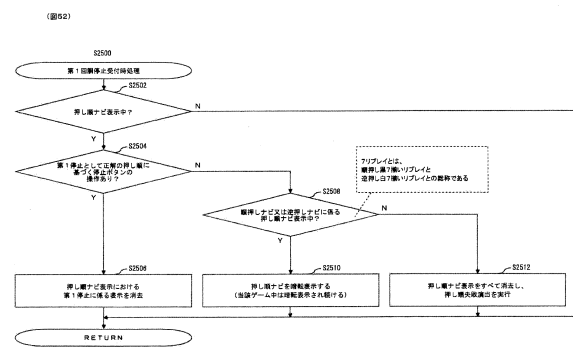 (図52)
S2500
第1回胴停止受付時処理
S2502
押し順ナビ表示中?
N
Y
S2504
第1停止として正解の押し順に
基づく停止ボタンの
操作あり?
N
Y
7リプレイとは、
順押し黒7揃いリプレイと
逆押し白7揃いリプレイとの総称である
S2508
順押しナビ又は逆押しナビに係る
押し順ナビ表示中?
N
Y
S2506
押し順ナビ表示における
第1停止に係る表示を消去
S2510
押し順ナビを暗転表示する
(当該ゲーム中は暗転表示され続ける)
S2512
押し順ナビ表示をすべて消去し、
押し順失敗演出を実行
RETURN